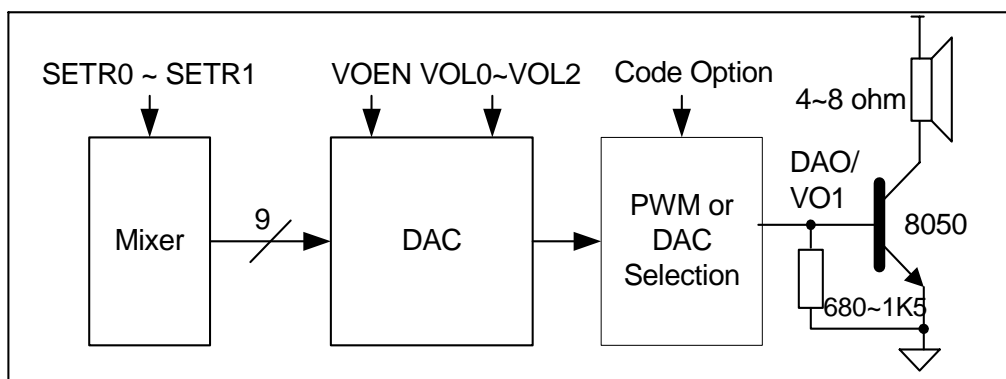 SETR0 ~ SETR1
VOEN VOL0~VOL2
Code Option
4~8 ohm
Mixer
9
DAC
PWM or
DAC
Selection
DAO/
VO1
8050
680~1K5